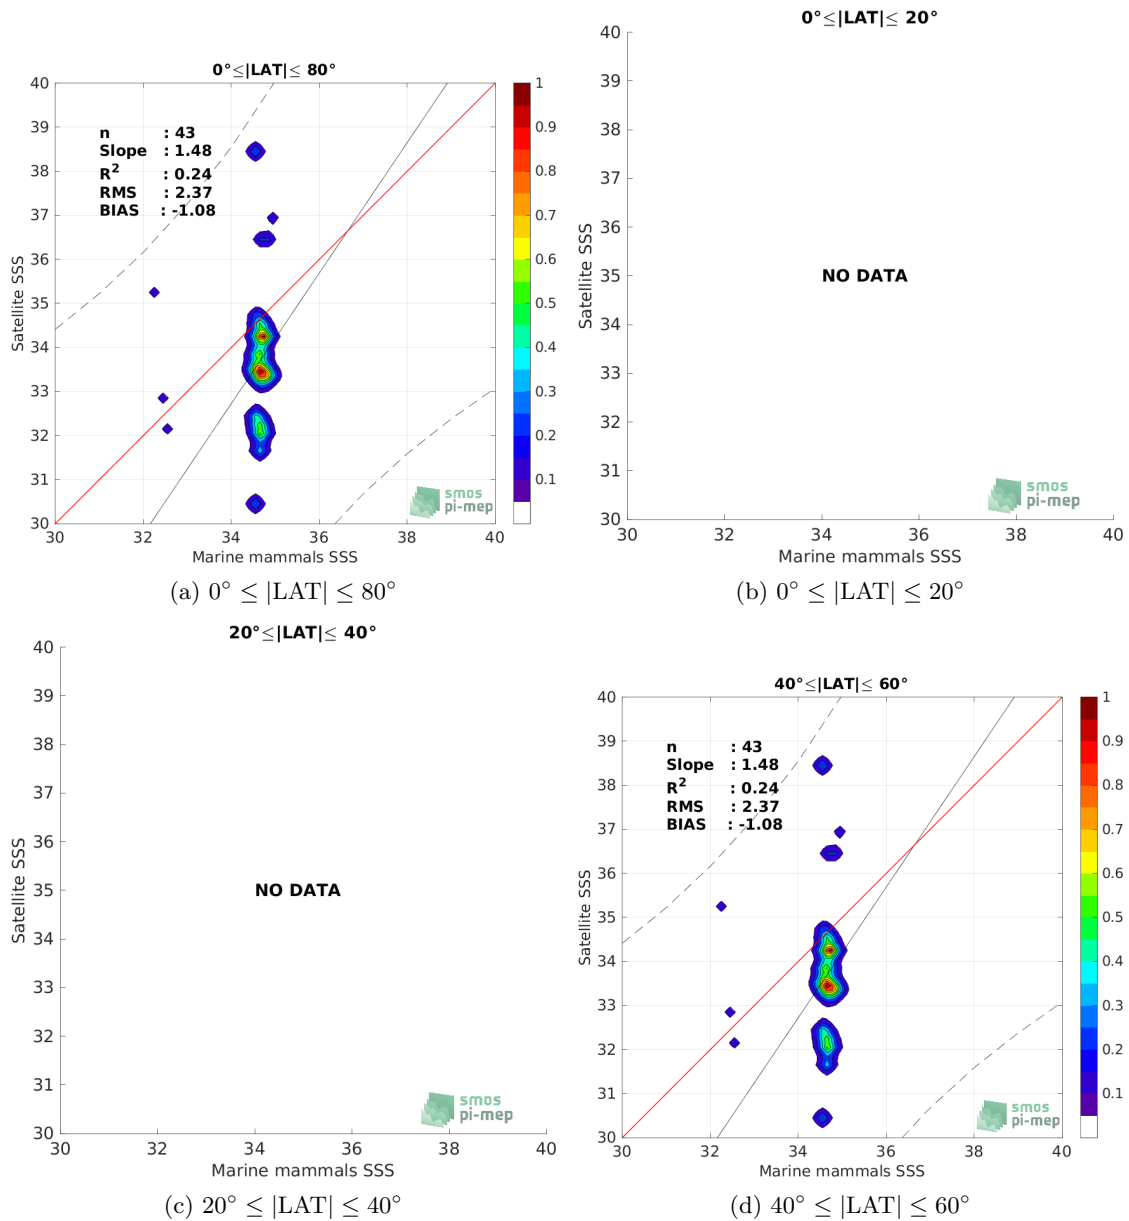 0°≤|LAT|≤ 80°
40
39
38
37
36
35
34
33
32
31
30
Satellite SSS
n : 43
Slope : 1.48
R² : 0.24
RMS : 2.37
BIAS : -1.08
smos
pi-mep
30 32 34 36 38 40
Marine mammals SSS
1
0.9
0.8
0.7
0.6
0.5
0.4
0.3
0.2
0.1
(a) 0° ≤ |LAT| ≤ 80°
0°≤|LAT|≤ 20°
40
39
38
37
36
35
34
33
32
31
30
Satellite SSS
NO DATA
smos
pi-mep
30 32 34 36 38 40
Marine mammals SSS
(b) 0° ≤ |LAT| ≤ 20°
20°≤|LAT|≤ 40°
40
39
38
37
36
35
34
33
32
31
30
Satellite SSS
NO DATA
smos
pi-mep
30 32 34 36 38 40
Marine mammals SSS
(c) 20° ≤ |LAT| ≤ 40°
40°≤|LAT|≤ 60°
40
39
38
37
36
35
34
33
32
31
30
Satellite SSS
n : 43
Slope : 1.48
R² : 0.24
RMS : 2.37
BIAS : -1.08
smos
pi-mep
30 32 34 36 38 40
Marine mammals SSS
1
0.9
0.8
0.7
0.6
0.5
0.4
0.3
0.2
0.1
(d) 40° ≤ |LAT| ≤ 60°